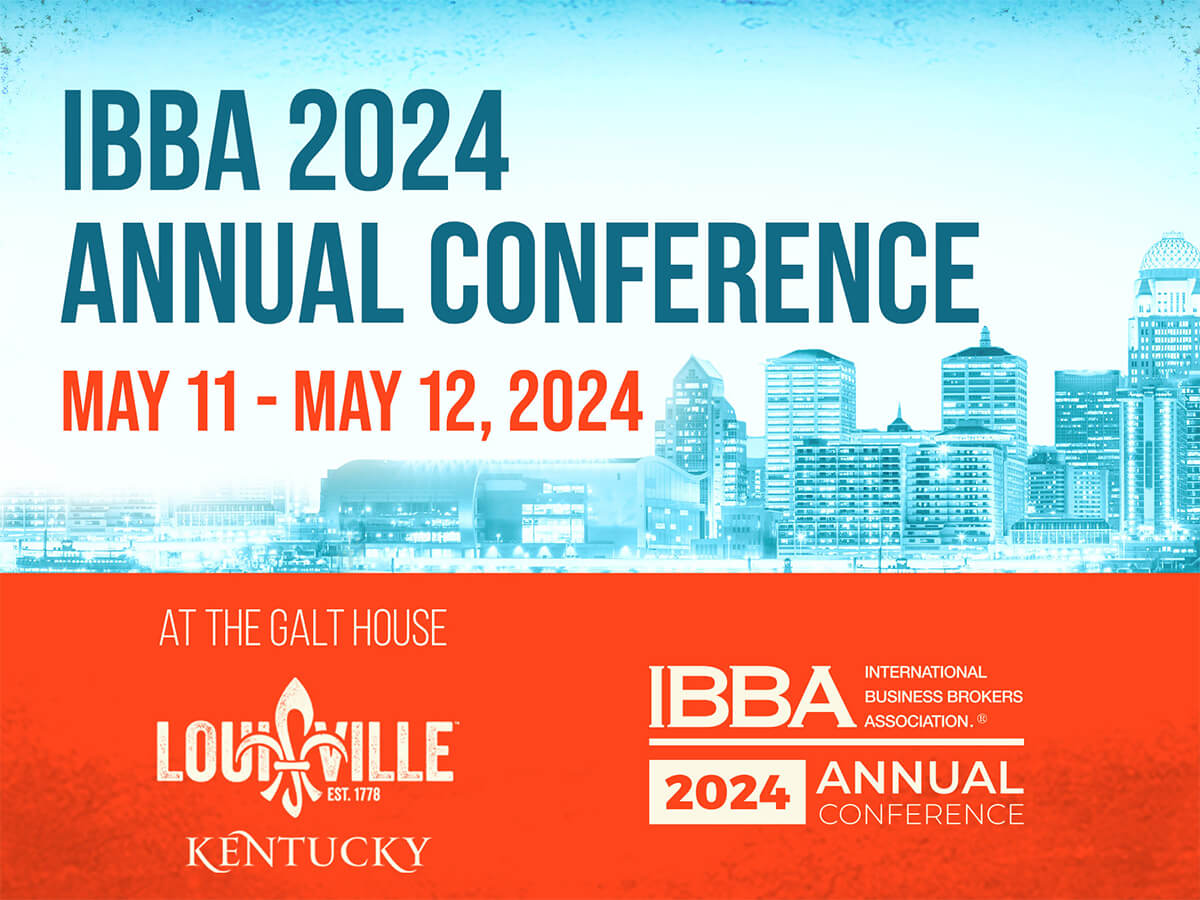 IBBA 2024
ANNUAL CONFERENCE
MAY 11 - MAY 12, 2024
AT THE GALT HOUSE
LOUISVILLE™
EST. 1778
KENTUCKY
IBBA
INTERNATIONAL
BUSINESS BROKERS
ASSOCIATION.®
2024
ANNUAL
CONFERENCE